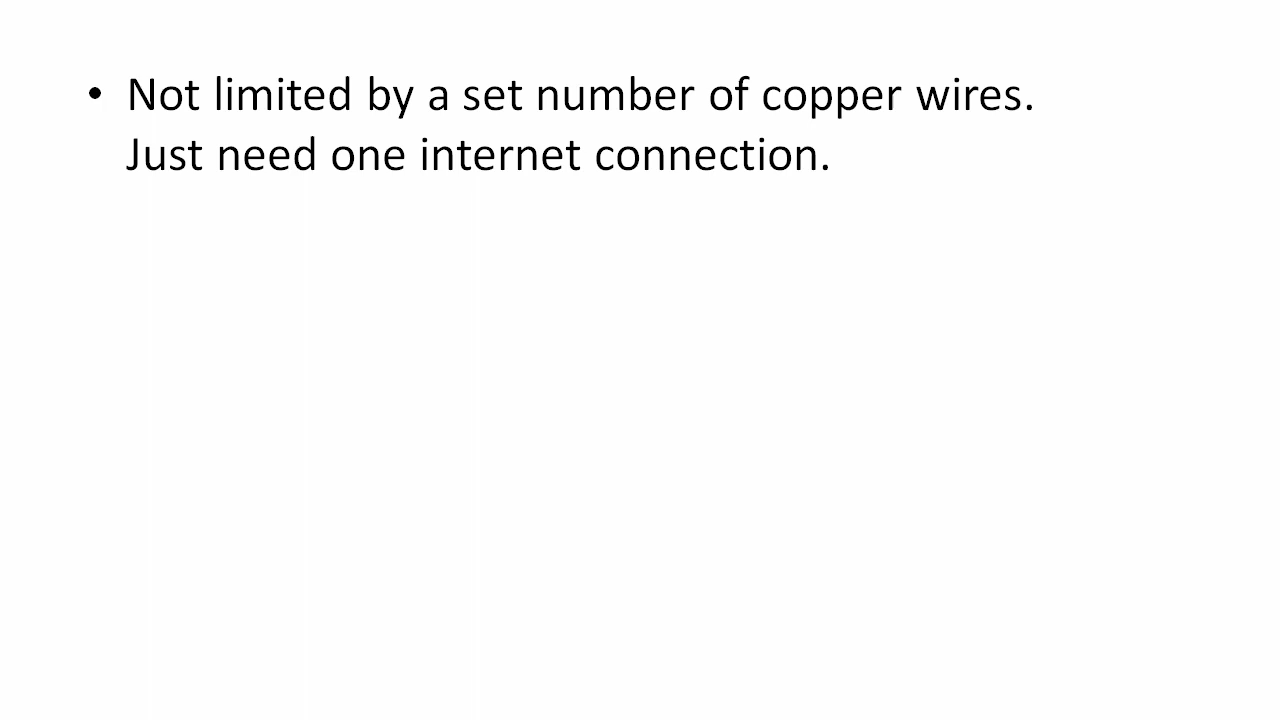 • Not limited by a set number of copper wires.
Just need one internet connection.